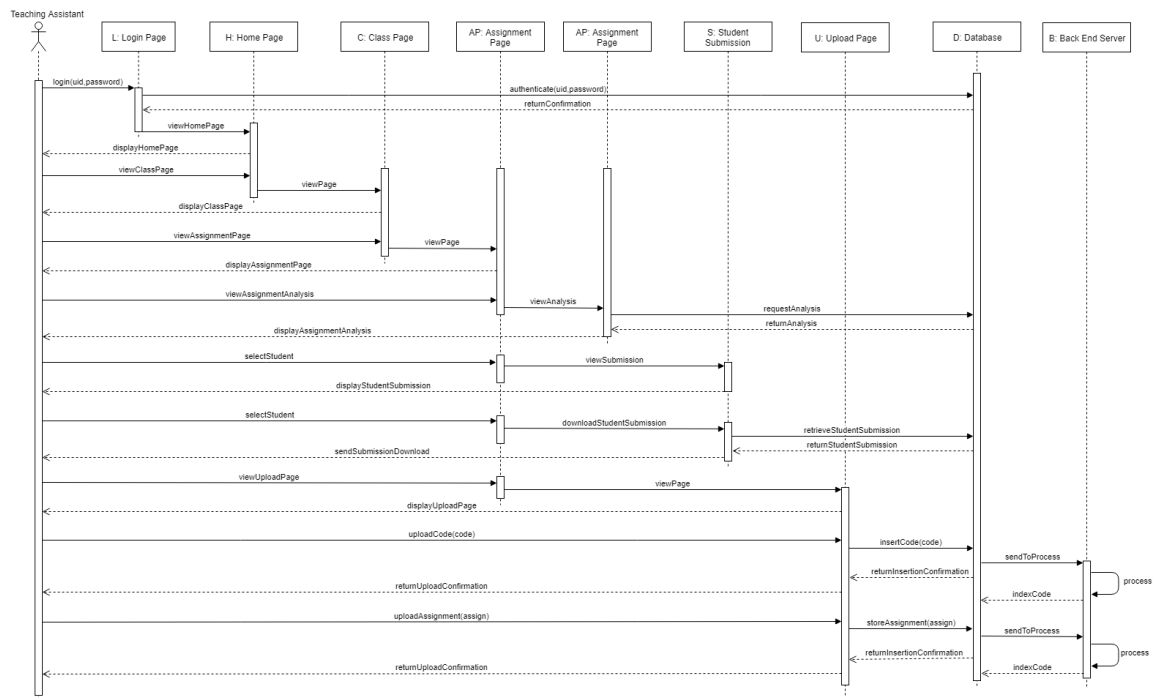 Teaching Assistant
L: Login Page
H: Home Page
C: Class Page
AP: Assignment
Page
AP: Assignment
Page
S: Student
Submission
U: Upload Page
D: Database
B: Back End Server
login(uid,password)
authenticate(uid,password)
returnConfirmation
viewHomePage
displayHomePage
viewClassPage
viewPage
displayClassPage
viewAssignmentPage
viewPage
displayAssignmentPage
viewAssignmentAnalysis
viewAnalysis
requestAnalysis
returnAnalysis
displayAssignmentAnalysis
selectStudent
viewSubmission
displayStudentSubmission
selectStudent
downloadStudentSubmission
retrieveStudentSubmission
returnStudentSubmission
sendSubmissionDownload
viewUploadPage
viewPage
displayUploadPage
uploadCode(code)
insertCode(code)
sendToProcess
returnInsertionConfirmation
process
returnUploadConfirmation
indexCode
uploadAssignment(assign)
storeAssignment(assign)
sendToProcess
returnInsertionConfirmation
process
returnUploadConfirmation
indexCode